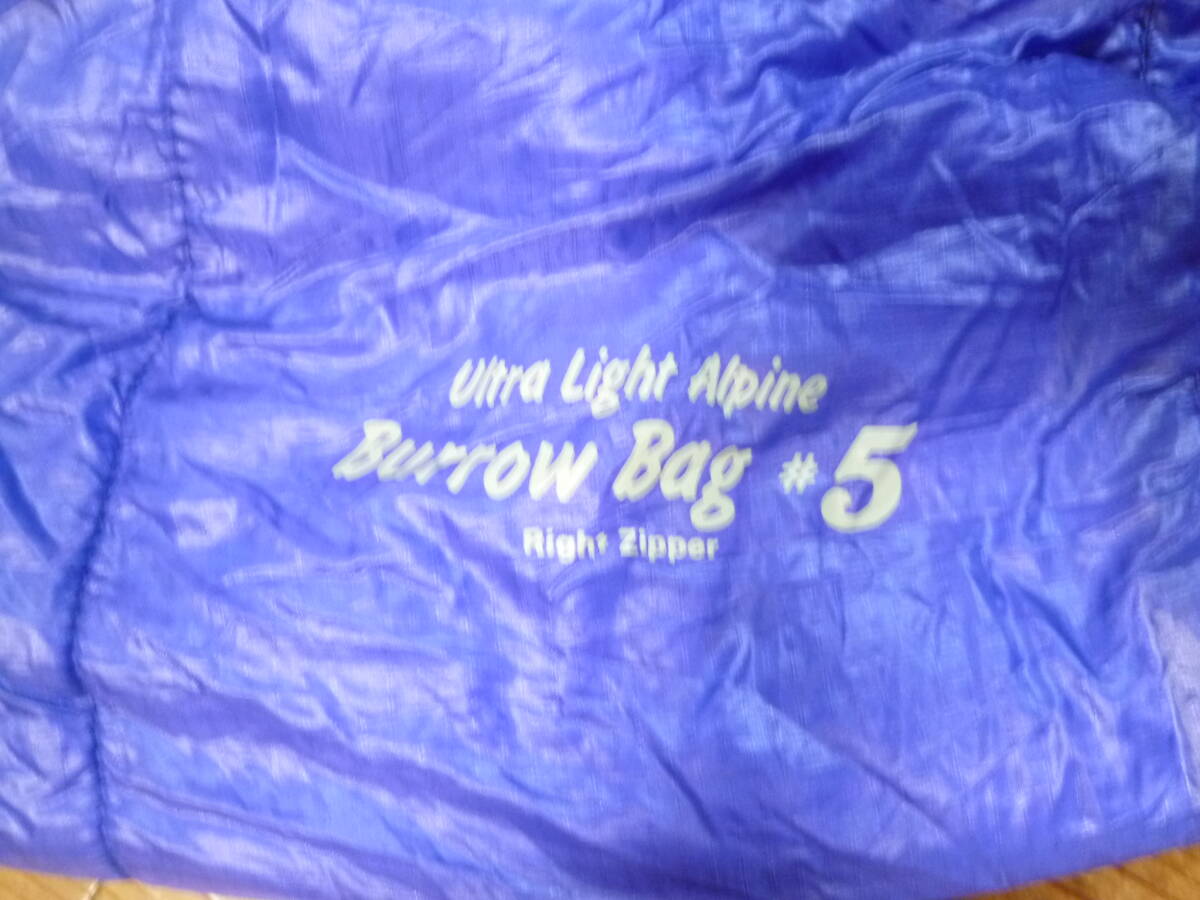 Ultra Light Alpine
Burrow Bag #5
Right Zipper